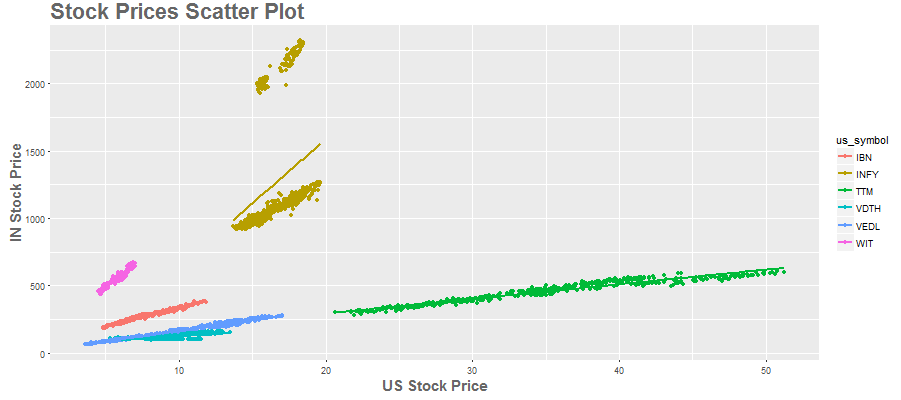 Stock Prices Scatter Plot
IN Stock Price
2000
1500
1000
500
0
10
20
30
40
50
US Stock Price
us_symbol
IBN
INFY
TTM
VDTH
VEDL
WIT